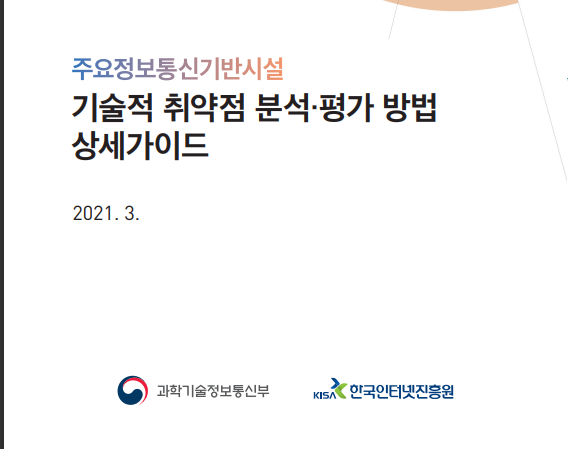 주요정보통신기반시설
기술적 취약점 분석·평가 방법
상세가이드
2021. 3.
과학기술정보통신부
KISA 한국인터넷진흥원